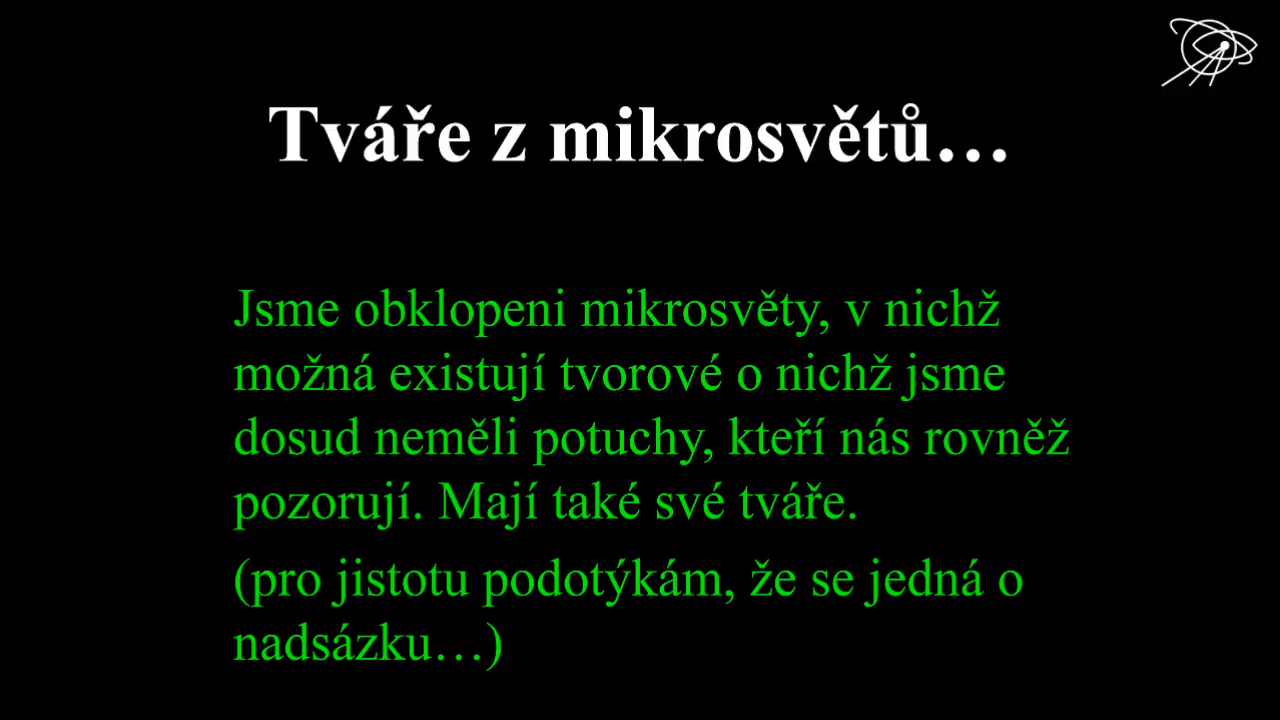 Tváře z mikrosvětů…
Jsme obklopeni mikrosvěty, v nichž
možná existují tvorové o nichž jsme
dosud neměli potuchy, kteří nás rovněž
pozorují. Mají také své tváře.
(pro jistotu podotýkám, že se jedná o
nadsázku…)